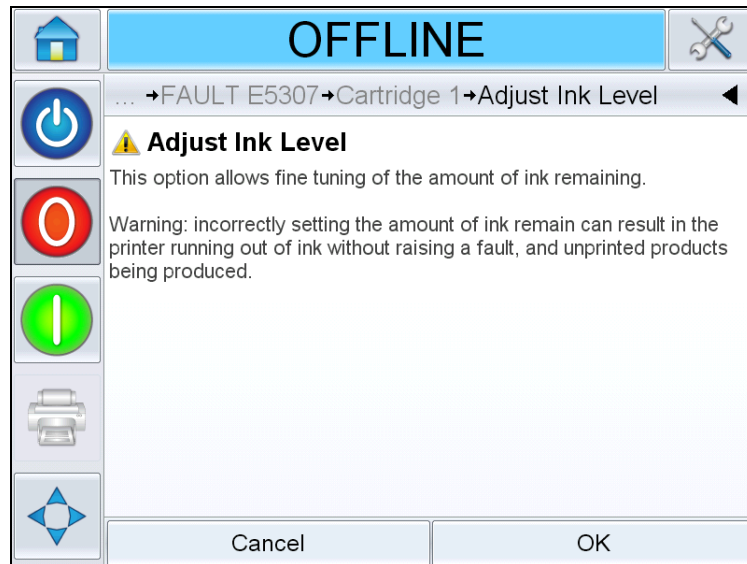 OFFLINE
... →FAULT E5307→Cartridge 1→Adjust Ink Level
Adjust Ink Level
This option allows fine tuning of the amount of ink remaining.
Warning: incorrectly setting the amount of ink remain can result in the
printer running out of ink without raising a fault, and unprinted products
being produced.
Cancel
OK